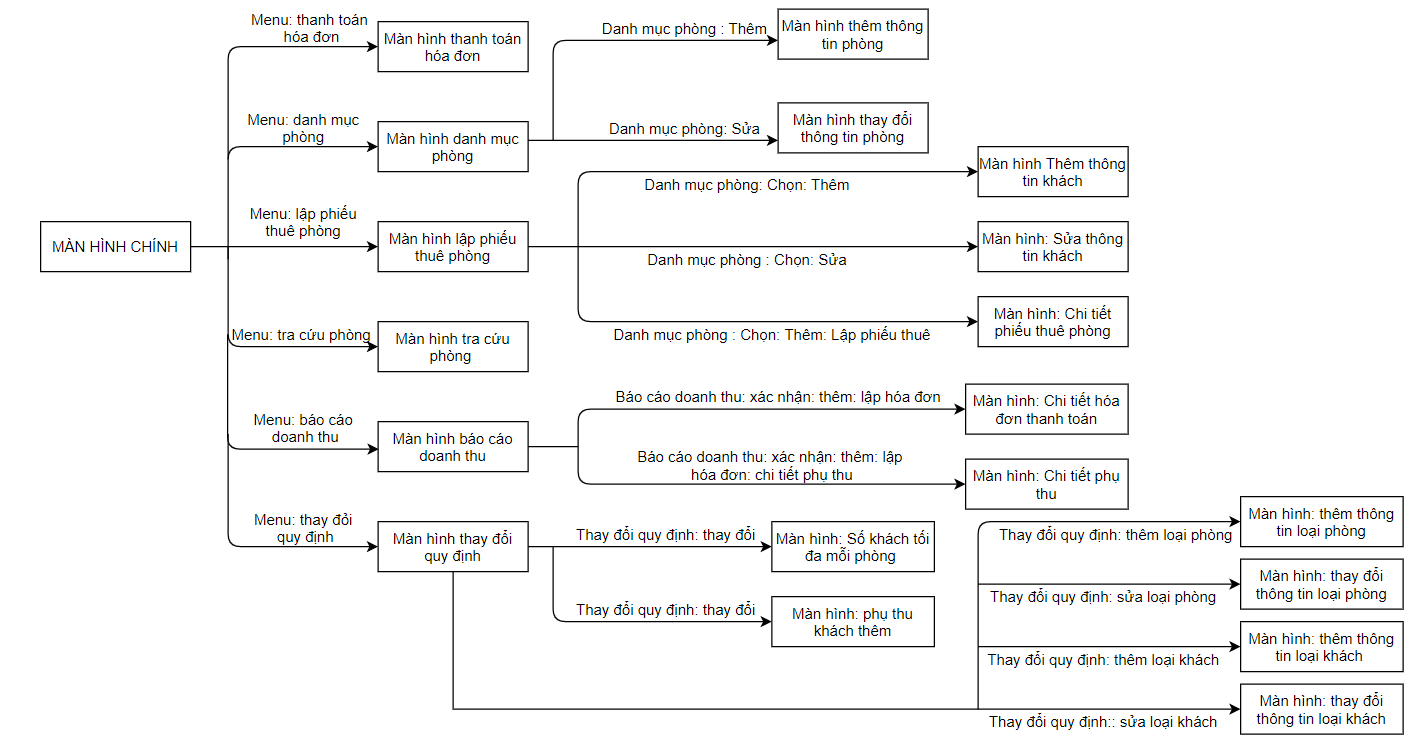 Menu: thanh toán
hóa đơn
Màn hình thanh toán
hóa đơn
Danh mục phòng : Thêm
Màn hình thêm thông
tin phòng
Menu: danh mục
phòng
Màn hình danh mục
phòng
Danh mục phòng: Sửa
Màn hình thay đổi
thông tin phòng
Danh mục phòng: Chọn: Thêm
Màn hình Thêm thông
tin khách
MÀN HÌNH CHÍNH
Menu: lập phiếu
thuê phòng
Màn hình lập phiếu
thuê phòng
Danh mục phòng : Chọn: Sửa
Màn hình: Sửa thông
tin khách
Danh mục phòng : Chọn: Thêm: Lập phiếu thuê
Màn hình: Chi tiết
phiếu thuê phòng
Menu: tra cứu phòng
Màn hình tra cứu
phòng
Menu: báo cáo
doanh thu
Màn hình báo cáo
doanh thu
Báo cáo doanh thu: xác nhận: thêm: lập hóa đơn
Màn hình: Chi tiết hóa
đơn thanh toán
Báo cáo doanh thu: xác nhận: thêm: lập
hóa đơn: chi tiết phụ thu
Màn hình: Chi tiết phụ
thu
Menu: thay đỏi
quy định
Màn hình thay đổi
quy định
Thay đổi quy định: thay đổi
Màn hình: Số khách tối
đa mỗi phòng
Thay đổi quy định: thay đổi
Màn hình: phụ thu
khách thêm
Thay đổi quy định: thêm loại phòng
Màn hình: thêm thông
tin loại phòng
Thay đổi quy định: sửa loại phòng
Màn hình: thay đổi
thông tin loại phòng
Thay đổi quy định: thêm loại khách
Màn hình: thêm thông
tin loại khách
Thay đổi quy định:: sửa loại khách
Màn hình: thay đổi
thông tin loại khách